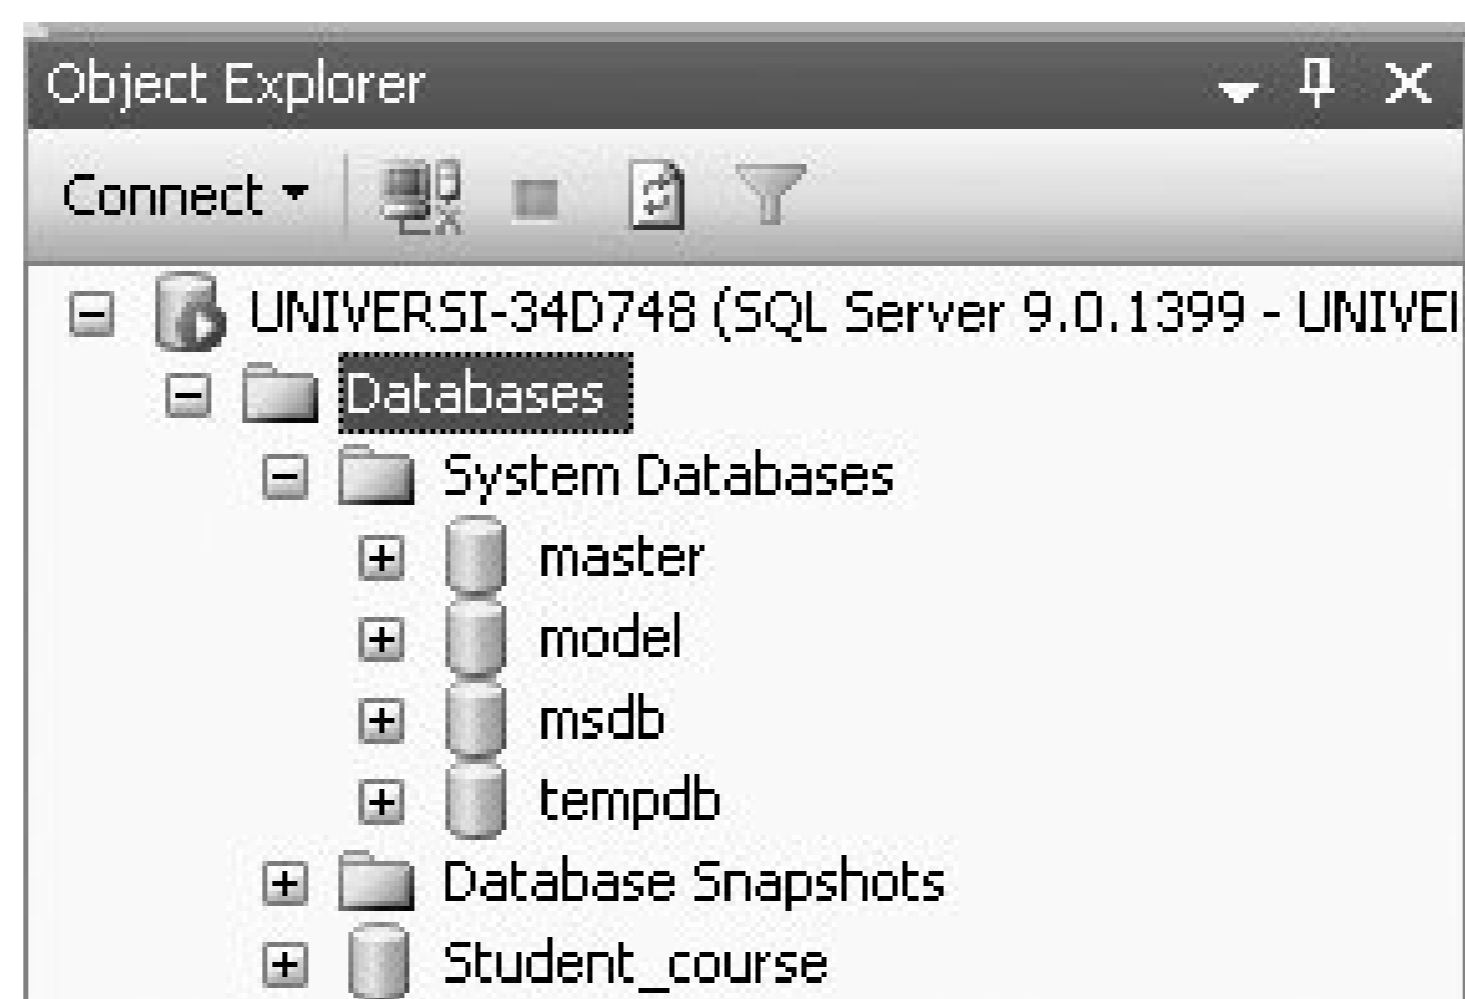 Object Explorer
Connect
UNIVERSI-34D748 (SQL Server 9.0.1399 - UNIVE
Databases
System Databases
master
model
msdb
tempdb
Database Snapshots
Student_course